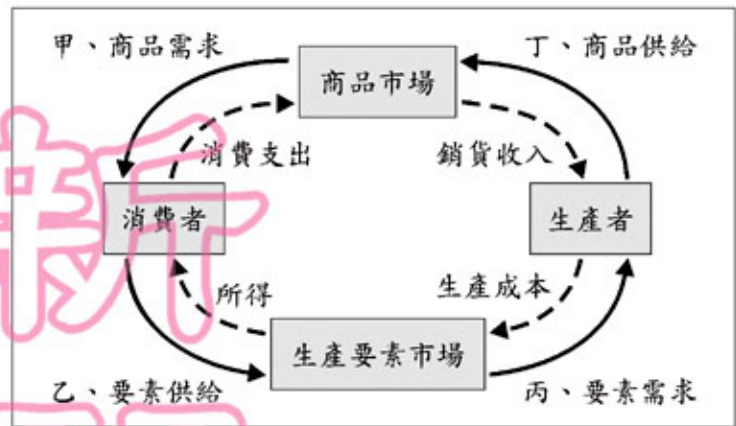 甲、商品需求
丁、商品供給
商品市場
消費支出
銷貨收入
消費者
生產者
所得
生產成本
生產要素市場
乙、要素供給
丙、要素需求
新